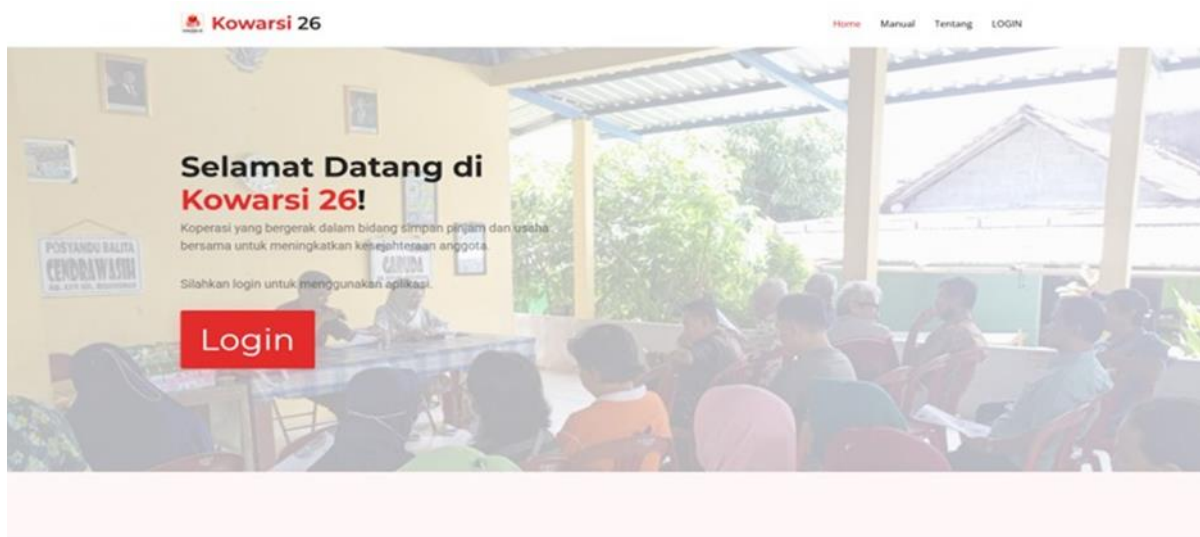 Kowarsi 26
Home Manual Tentang LOGIN
Selamat Datang di
Kowarsi 26!
Koperasi yang bergerak dalam bidang simpan pinjam dan usaha
bersama untuk meningkatkan kesejahteraan anggota.
Silahkan login untuk menggunakan aplikasi.
Login
POSYANDU BALITA
CENDRAWASIH
GARUDA